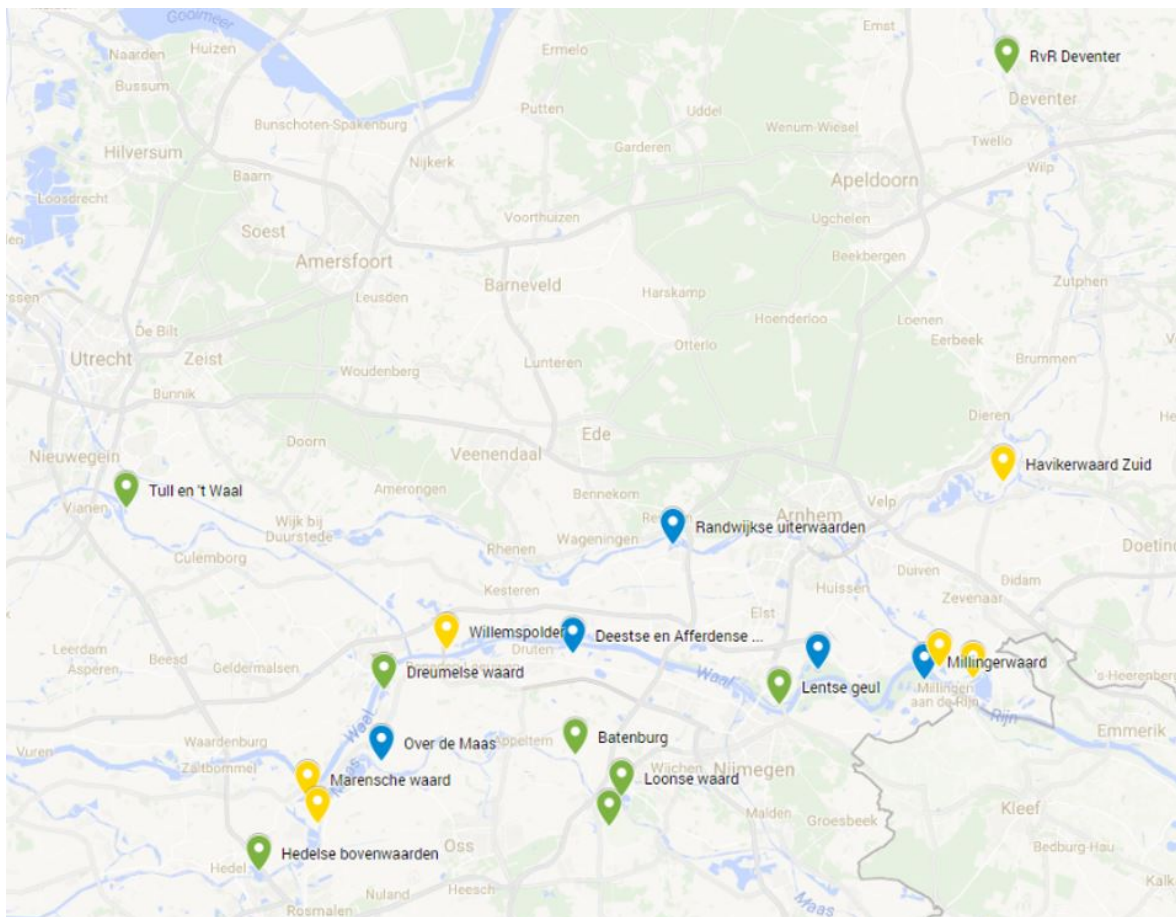 Gooimeer
Naarden
Huizen
Bussum
Ermelo
Emst
RvR Deventer
Deventer
Putten
Uddel
Bunschoten-Spakenburg
Wenum-Wiesel
Twello
Hilversum
Nijkerk
Garderen
Wilp
Baarn
Apeldoorn
Loosdrecht
Voorthuizen
Ugchelen
Soest
Amersfoort
Beekbergen
Barneveld
Zutphen
Leusden
Harskamp
Hoenderloo
Loenen
De Bilt
Otterlo
Eerbeek
Utrecht
Zeist
Lunteren
Brummen
Woudenberg
Bunnik
Dieren
Doorn
Ede
Nieuwegein
Veenendaal
Havikerwaard Zuid
Tull en 't Waal
Amerongen
Bennekom
Velp
Vianen
Arnhem
Wijk bij
Duurstede
Randwijkse uiterwaarden
Rhenen
Wageningen
Culemborg
Duiven
Huissen
Didam
Kesteren
Zevenaar
Elst
Willemspolder
Deestse en Afferdense ...
Leerdam
Druten
Asperen
Beesd
Geldermalsen
Dreumelse waard
Waal
Lentse geul
Millingerwaard
's-Heerenberg
Millingen
aan de Rijn
Rijn
Waal
Emmerik
Vuren
Waardenburg
Over de Maas
Appeltern
Batenburg
Zaltbommel
Marensche waard
Wijchen
Loonse waard
Nijmegen
Malden
Groesbeek
Kleef
Oss
Hedelse bovenwaarden
Hedel
Bedburg-Hau
Nuland
Heesch
Rosmalen
Maas